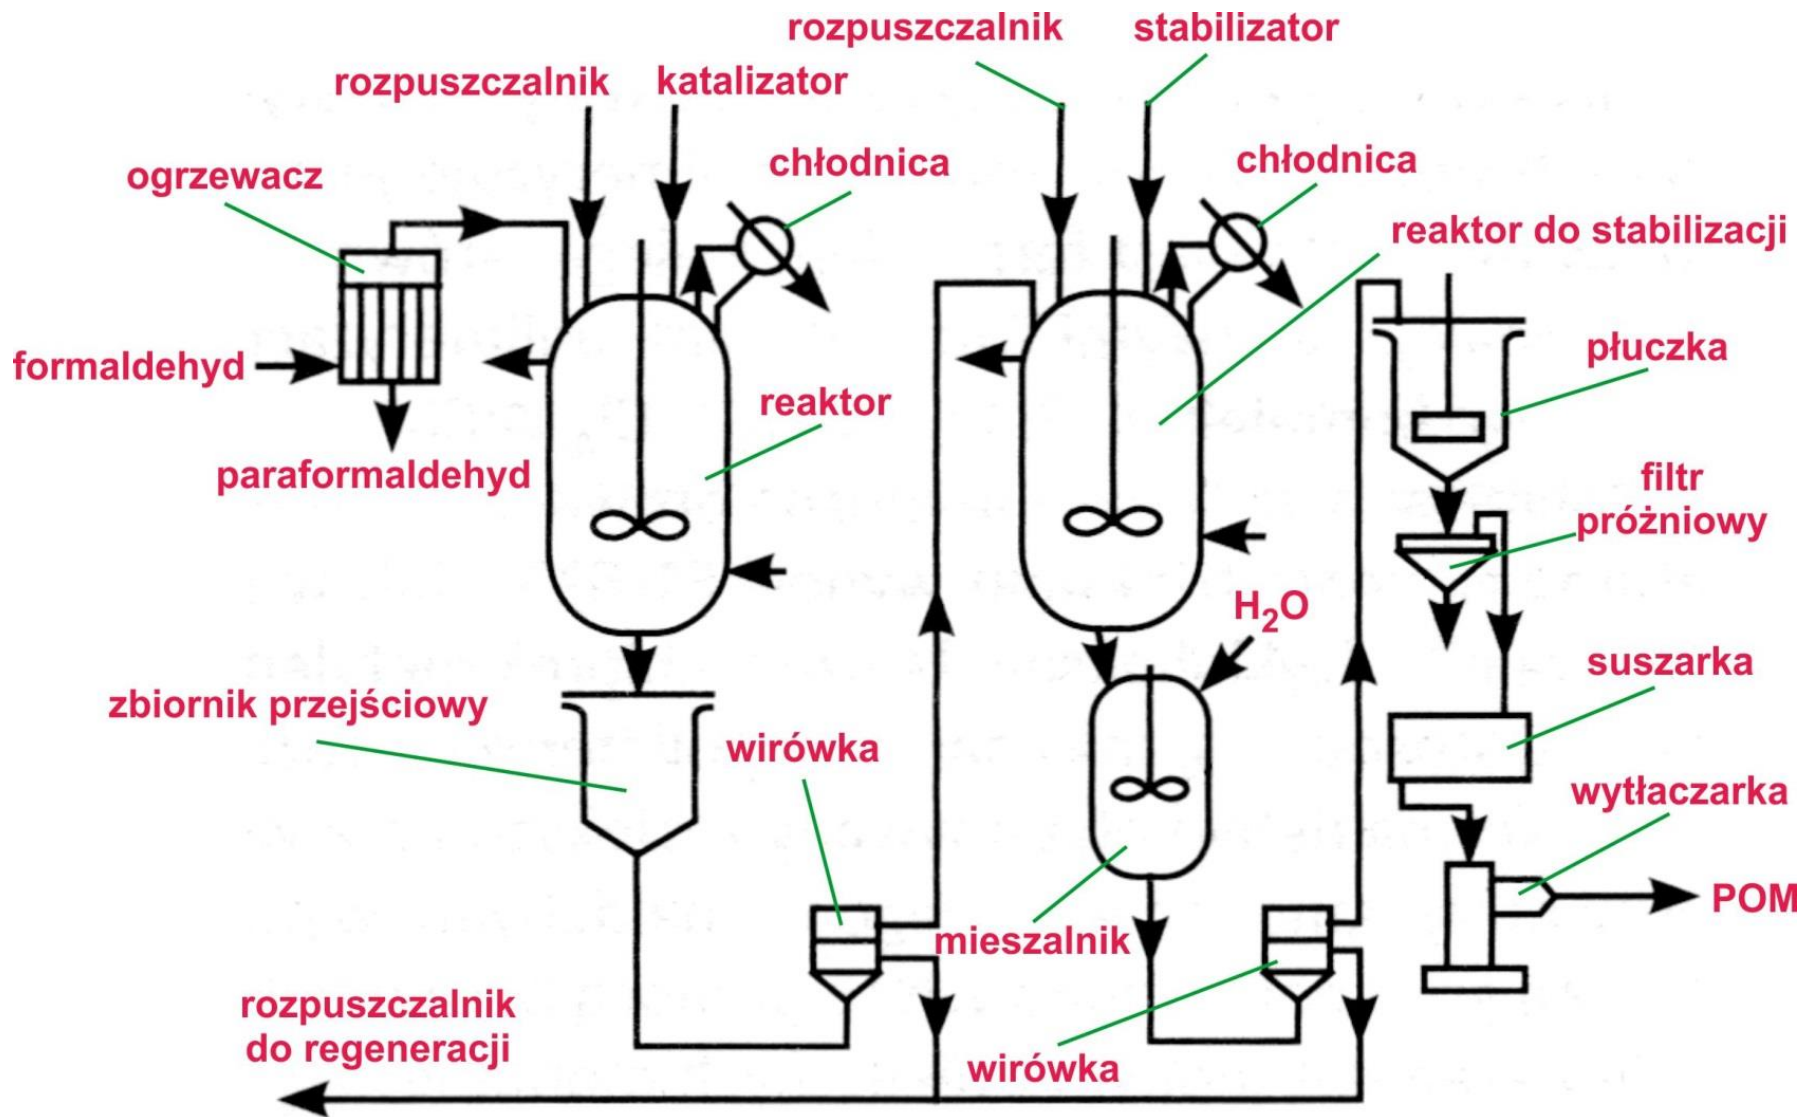 rozpuszczalnik
stabilizator
rozpuszczalnik
katalizator
chłodnica
chłodnica
ogrzewacz
reaktor do stabilizacji
formaldehyd
płuczka
reaktor
paraformaldehyd
filtr
próżniowy
H₂O
suszarka
zbiornik przejściowy
wirówka
wytłaczarka
POM
mieszalnik
rozpuszczalnik
do regeneracji
wirówka